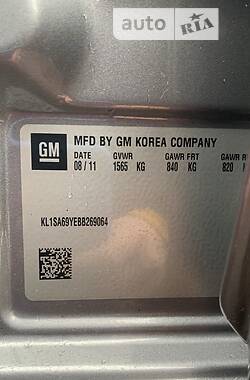 auto RIA
GM
MFD BY GM KOREA COMPANY
DATE GVWR GAWR FRT GAWR R
08/11 1565 KG 840 KG 820
KL1SA69YEBB269064